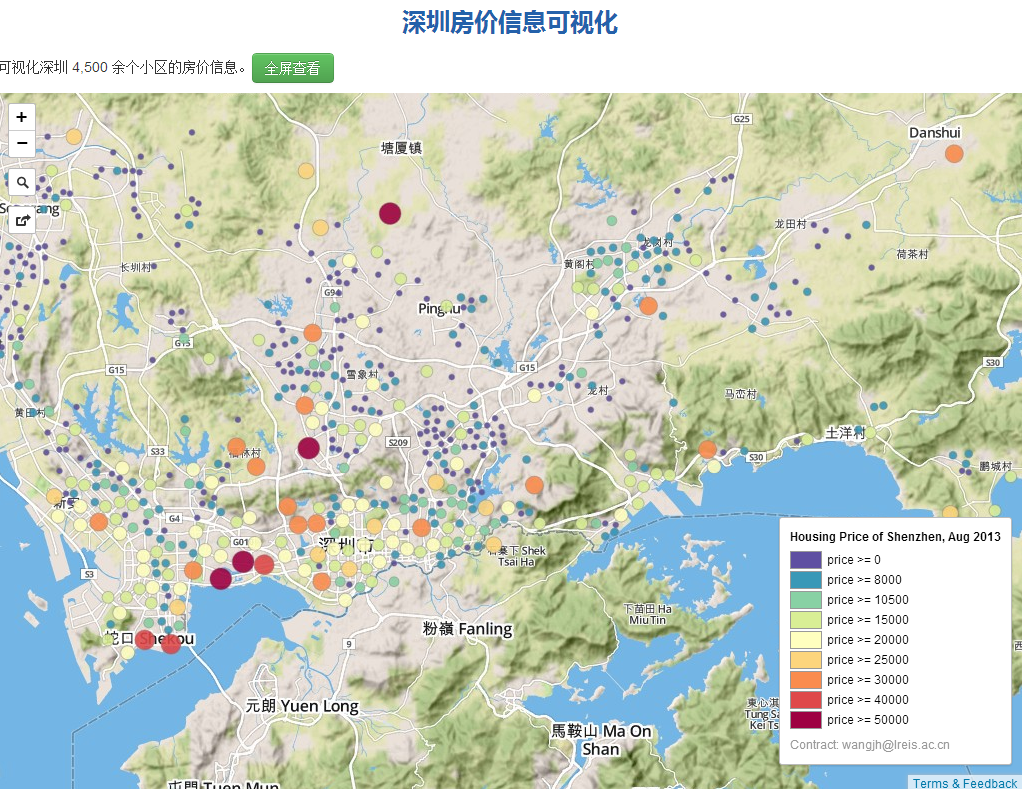 深圳房价信息可视化
可视化深圳 4,500 余个小区的房价信息。 全屏查看
+
−
G25
Danshui
塘厦镇
龙田村
龙岗村
荷茶村
黄阁村
长圳村
G94
Pinghu
G15
G15
G15
S30
雪象村
龙村
马峦村
黄田村
S209
土洋村
S33
S30
鹏城村
G4
G01
深圳市
Shek
Tsai Ha
S3
下苗田 Ha
Miu Tin
蛇口 Shekou
粉嶺 Fanling
9
元朗 Yuen Long
馬鞍山 Ma On
Shan
東心淇
Tung Sa
Kei Ts
西
屯門 Tuen Mun
Housing Price of Shenzhen, Aug 2013
price >= 0
price >= 8000
price >= 10500
price >= 15000
price >= 20000
price >= 25000
price >= 30000
price >= 40000
price >= 50000
Contract: wangjh@lreis.ac.cn
Terms & Feedback